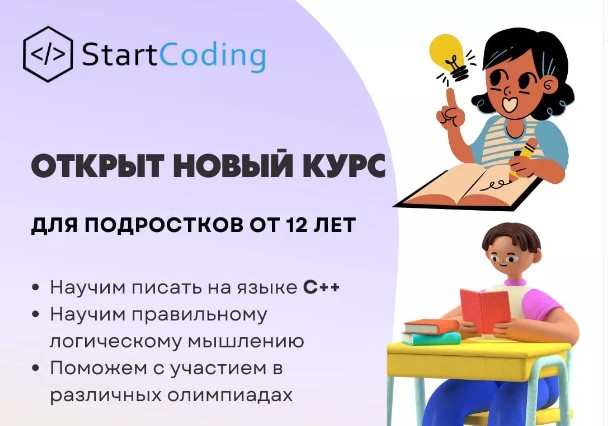 </> StartCoding
ОТКРЫТ НОВЫЙ КУРС
ДЛЯ ПОДРОСТКОВ ОТ 12 ЛЕТ
• Научим писать на языке C++
• Научим правильному
логическому мышлению
• Поможем с участием в
различных олимпиадах